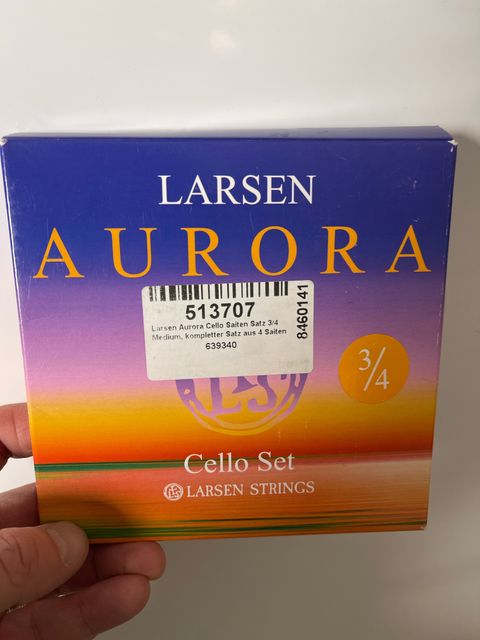 LARSEN
AURORA
513707
Larsen Aurora Cello Saiten Satz 3/4
Medium, kompletter Satz aus 4 Saiten
639340
8460141
3/4
Cello Set
LARSEN STRINGS